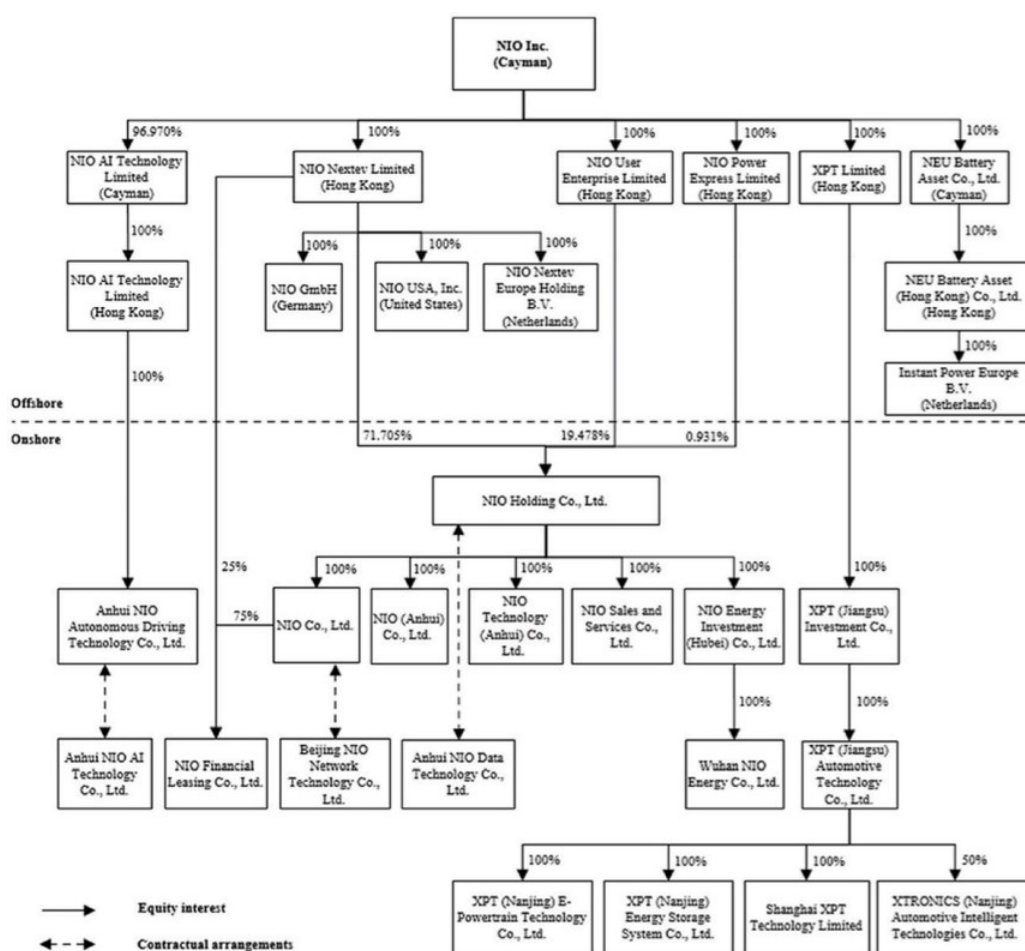 NIO Inc.
(Cayman)
96.970%
100%
100%
100%
100%
100%
NIO AI Technology
Limited
(Cayman)
NIO Nextev Limited
(Hong Kong)
NIO User
Enterprise Limited
(Hong Kong)
NIO Power
Express Limited
(Hong Kong)
XPT Limited
(Hong Kong)
NEU Battery
Asset Co., Ltd.
(Cayman)
100%
100%
100%
100%
100%
NIO AI Technology
Limited
(Hong Kong)
NIO GmbH
(Germany)
NIO USA, Inc.
(United States)
NIO Nextev
Europe Holding
B.V.
(Netherlands)
NEU Battery Asset
(Hong Kong) Co., Ltd.
(Hong Kong)
100%
100%
Instant Power Europe
B.V.
(Netherlands)
Offshore
Onshore
71.705%
19.478%
0.931%
NIO Holding Co., Ltd.
25%
100%
100%
100%
100%
100%
100%
75%
Anhui NIO
Autonomous Driving
Technology Co., Ltd.
NIO Co., Ltd.
NIO (Anhui)
Co., Ltd.
NIO
Technology
(Anhui) Co.,
Ltd.
NIO Sales and
Services Co.,
Ltd.
NIO Energy
Investment
(Hubei) Co., Ltd.
XPT (Jiangsu)
Investment Co.,
Ltd.
100%
100%
Anhui NIO AI
Technology
Co., Ltd.
NIO Financial
Leasing Co., Ltd.
Beijing NIO
Network
Technology Co.,
Ltd.
Anhui NIO Data
Technology Co.,
Ltd.
Wuhan NIO
Energy Co., Ltd.
XPT (Jiangsu)
Automotive
Technology
Co., Ltd.
100%
100%
100%
50%
XPT (Nanjing) E-
Powertrain Technology
Co., Ltd.
XPT (Nanjing)
Energy Storage
System Co., Ltd.
Shanghai XPT
Technology Limited
XTRONICS (Nanjing)
Automotive Intelligent
Technologies Co., Ltd.
Equity interest
Contractual arrangements